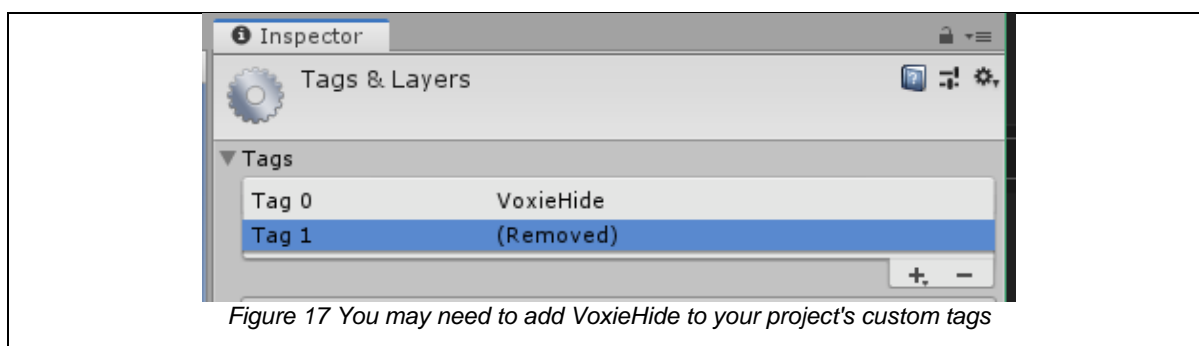 Inspector
Tags & Layers
Tags
Tag 0 VoxieHide
Tag 1 (Removed)
+ −
Figure 17 You may need to add VoxieHide to your project's custom tags